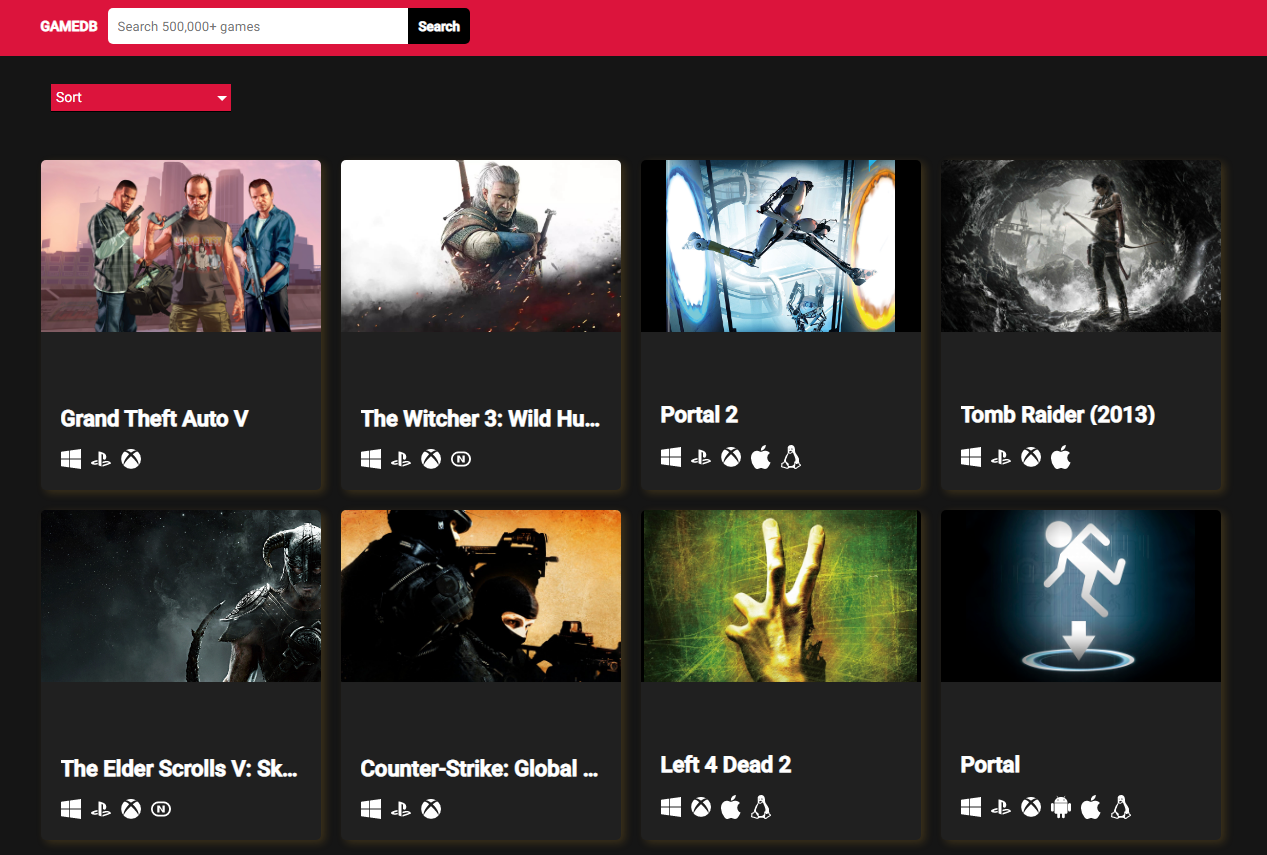 GAMEDB
Search 500,000+ games
Search
Sort
Grand Theft Auto V
The Witcher 3: Wild Hu...
Portal 2
Tomb Raider (2013)
N
The Elder Scrolls V: Sk...
Counter-Strike: Global ...
Left 4 Dead 2
Portal
N